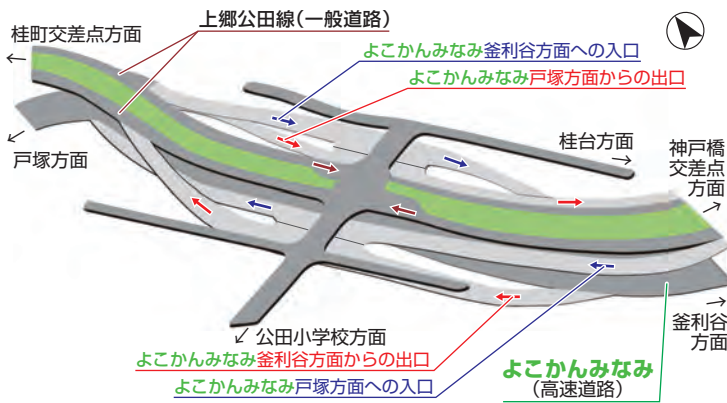 上郷公田線(一般道路)
桂町交差点方面
←
よこかんみなみ釜利谷方面への入口
よこかんみなみ戸塚方面からの出口
戸塚方面
桂台方面
→
神戸橋
交差点
方面
公田小学校方面
釜利谷
方面
よこかんみなみ釜利谷方面からの出口
よこかんみなみ戸塚方面への入口
よこかんみなみ
(高速道路)